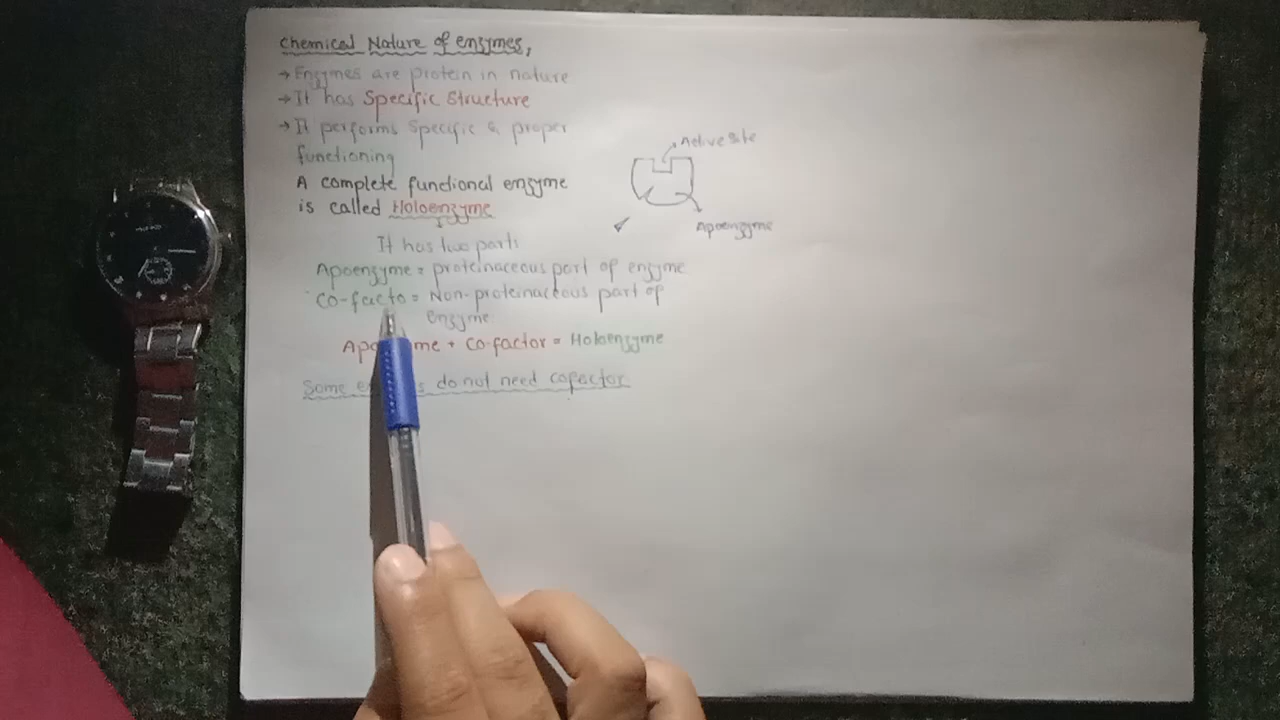 Chemical Nature of enzymes,
→ Enzymes are protein in nature
→ It has Specific Structure
→ It performs Specific & proper
functioning
A complete functional enzyme
is called Holoenzyme
Active Site
Apoenzyme
It has two parts
Apoenzyme = proteinaceous part of enzyme
Co-facto = Non-proteinaceous part of
enzyme
+ Co-factor = Holoenzyme
Some do not need cofactor